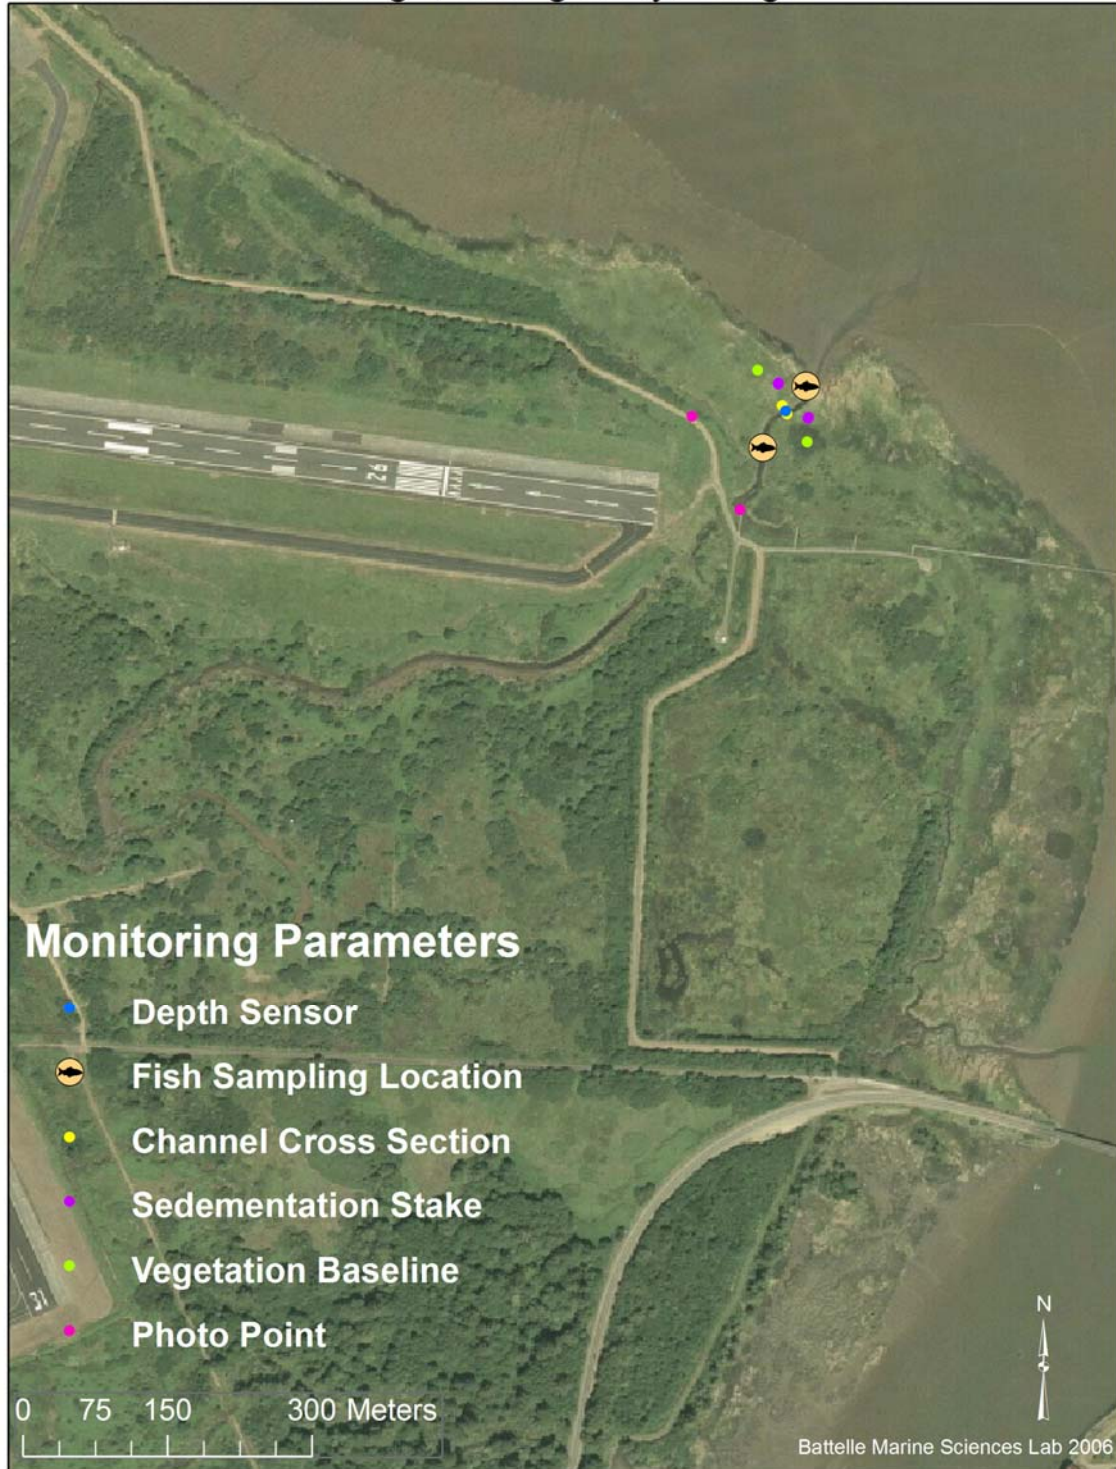 Monitoring Parameters
Depth Sensor
Fish Sampling Location
Channel Cross Section
Sedementation Stake
Vegetation Baseline
Photo Point
0 75 150 300 Meters
N
Battelle Marine Sciences Lab 2006
26